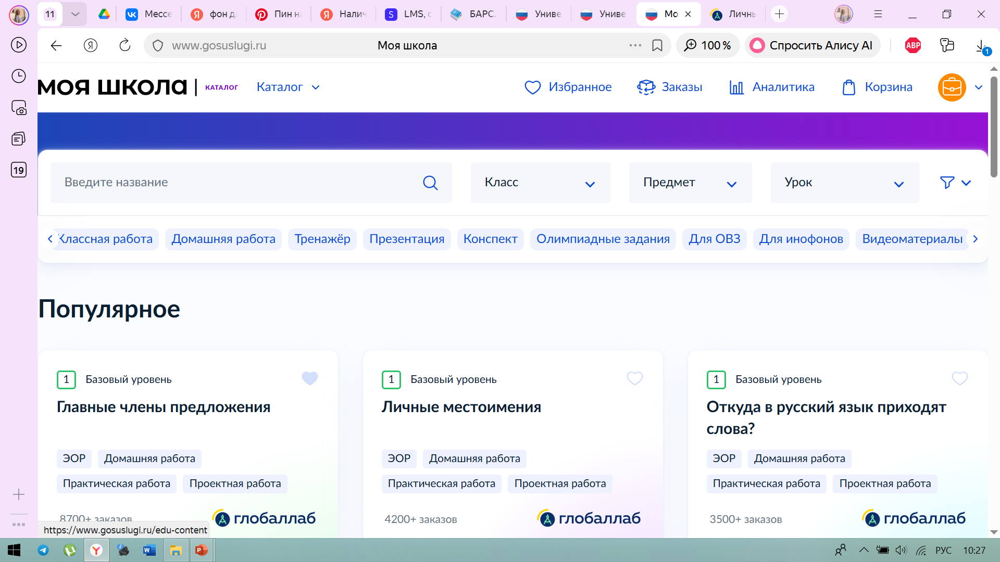 11
Мессе
фон д
Пин н
Налич
LMS, с
БАРС.
Униве
Униве
Мо
Личнь
www.gosuslugi.ru
Моя школа
100 %
Спросить Алису AI
ABP
1
19
МОЯ ШКОЛА | КАТАЛОГ
Каталог
Избранное
Заказы
Аналитика
Корзина
Введите название
Класс
Предмет
Урок
Классная работа
Домашняя работа
Тренажёр
Презентация
Конспект
Олимпиадные задания
Для ОВЗ
Для инофонов
Видеоматериалы
Популярное
1 Базовый уровень
Главные члены предложения
ЭОР Домашняя работа
Практическая работа Проектная работа
8700+ заказов глобаллаб
1 Базовый уровень
Личные местоимения
ЭОР Домашняя работа
Практическая работа Проектная работа
4200+ заказов глобаллаб
1 Базовый уровень
Откуда в русский язык приходят
слова?
ЭОР Домашняя работа
Практическая работа Проектная работа
3500+ заказов глобаллаб
https://www.gosuslugi.ru/edu-content
РУС
10:27